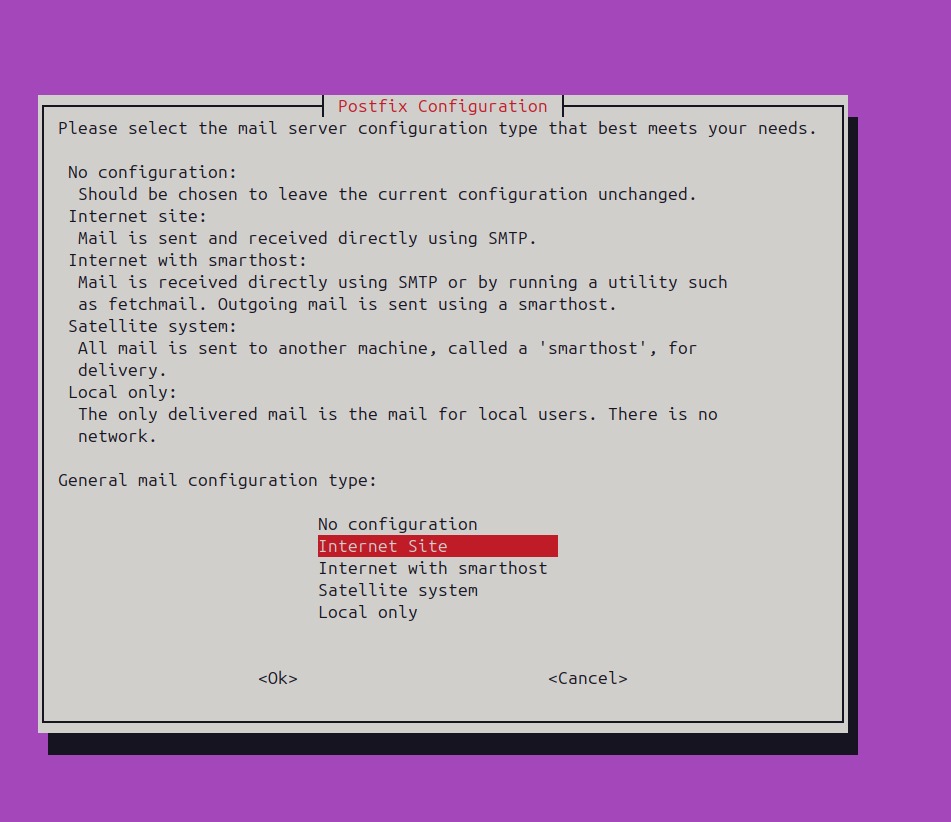 Postfix Configuration
Please select the mail server configuration type that best meets your needs.
No configuration:
Should be chosen to leave the current configuration unchanged.
Internet site:
Mail is sent and received directly using SMTP.
Internet with smarthost:
Mail is received directly using SMTP or by running a utility such
as fetchmail. Outgoing mail is sent using a smarthost.
Satellite system:
All mail is sent to another machine, called a 'smarthost', for
delivery.
Local only:
The only delivered mail is the mail for local users. There is no
network.
General mail configuration type:
No configuration
Internet Site
Internet with smarthost
Satellite system
Local only
<Ok> <Cancel>